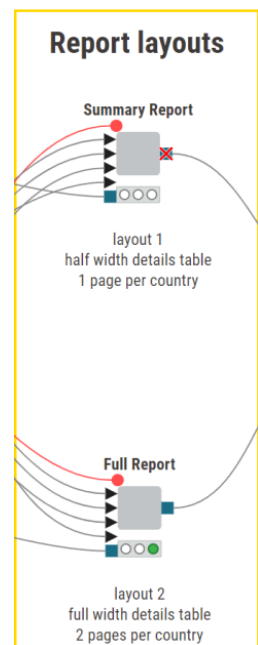 Report layouts
Summary Report
layout 1
half width details table
1 page per country
Full Report
layout 2
full width details table
2 pages per country